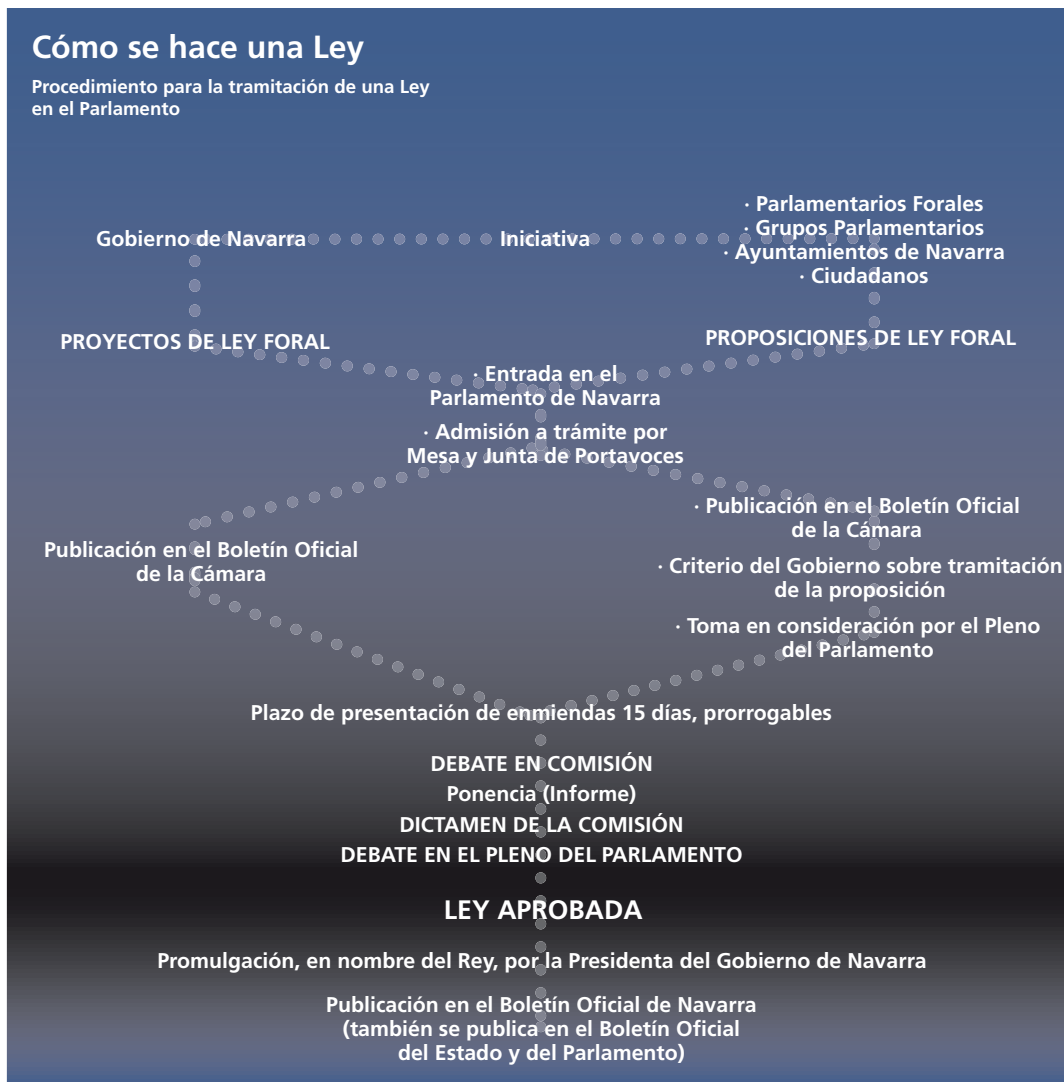 Cómo se hace una Ley
Procedimiento para la tramitación de una Ley
en el Parlamento
Gobierno de Navarra
Iniciativa
· Parlamentarios Forales
· Grupos Parlamentarios
· Ayuntamientos de Navarra
· Ciudadanos
PROYECTOS DE LEY FORAL
PROPOSICIONES DE LEY FORAL
· Entrada en el
Parlamento de Navarra
· Admisión a trámite por
Mesa y Junta de Portavoces
Publicación en el Boletín Oficial
de la Cámara
· Publicación en el Boletín Oficial
de la Cámara
· Criterio del Gobierno sobre tramitación
de la proposición
· Toma en consideración por el Pleno
del Parlamento
Plazo de presentación de enmiendas 15 días, prorrogables
DEBATE EN COMISIÓN
Ponencia (Informe)
DICTAMEN DE LA COMISIÓN
DEBATE EN EL PLENO DEL PARLAMENTO
LEY APROBADA
Promulgación, en nombre del Rey, por la Presidenta del Gobierno de Navarra
Publicación en el Boletín Oficial de Navarra
(también se publica en el Boletín Oficial
del Estado y del Parlamento)